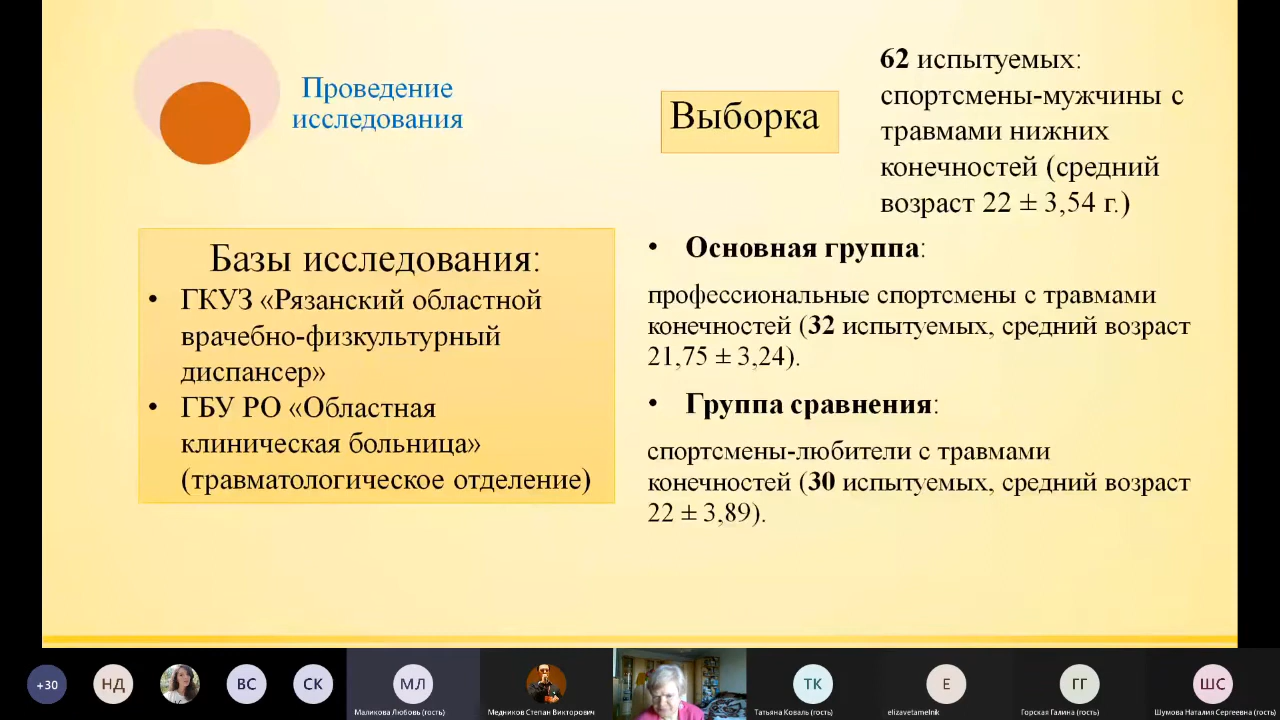 Проведение
исследования
Выборка
62 испытуемых:
спортсмены-мужчины с
травмами нижних
конечностей (средний
возраст 22 ± 3,54 г.)
Базы исследования:
• ГКУЗ «Рязанский областной
врачебно-физкультурный
диспансер»
• ГБУ РО «Областная
клиническая больница»
(травматологическое отделение)
• Основная группа:
профессиональные спортсмены с травмами
конечностей (32 испытуемых, средний возраст
21,75 ± 3,24).
• Группа сравнения:
спортсмены-любители с травмами
конечностей (30 испытуемых, средний возраст
22 ± 3,89).
+30
НД
ВС
СК
МЛ
Маликова Любовь (гость)
Медников Степан Викторович
ТК
Татьяна Коваль (гость)
Е
elizavetamelnik
ГГ
Горская Галина (гость)
ШС
Шумова Наталия Сергеевна (гость)